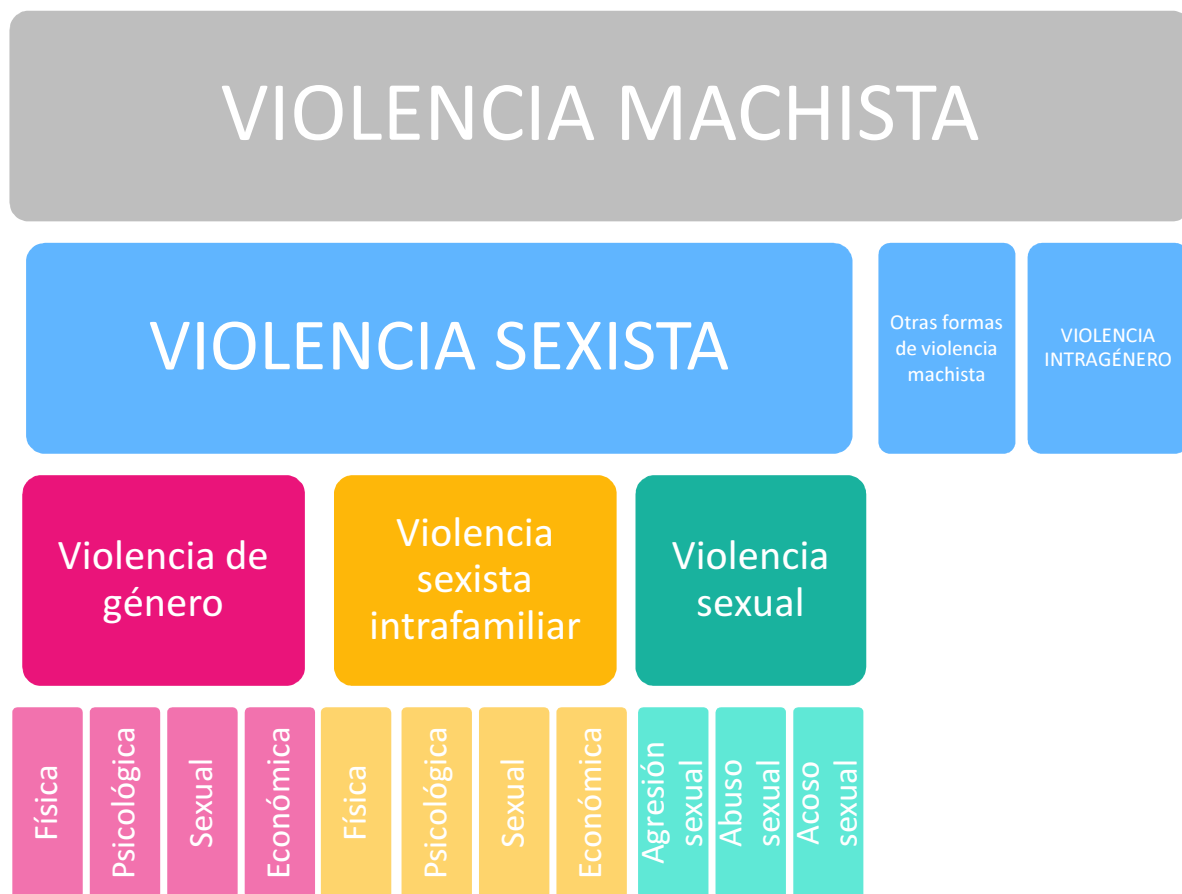 VIOLENCIA MACHISTA
VIOLENCIA SEXISTA
Otras formas
de violencia
machista
VIOLENCIA
INTRAGÉNERO
Violencia de
género
Violencia
sexista
intrafamiliar
Violencia
sexual
Física
Psicológica
Sexual
Económica
Física
Psicológica
Sexual
Económica
Agresión
sexual
Abuso
sexual
Acoso
sexual